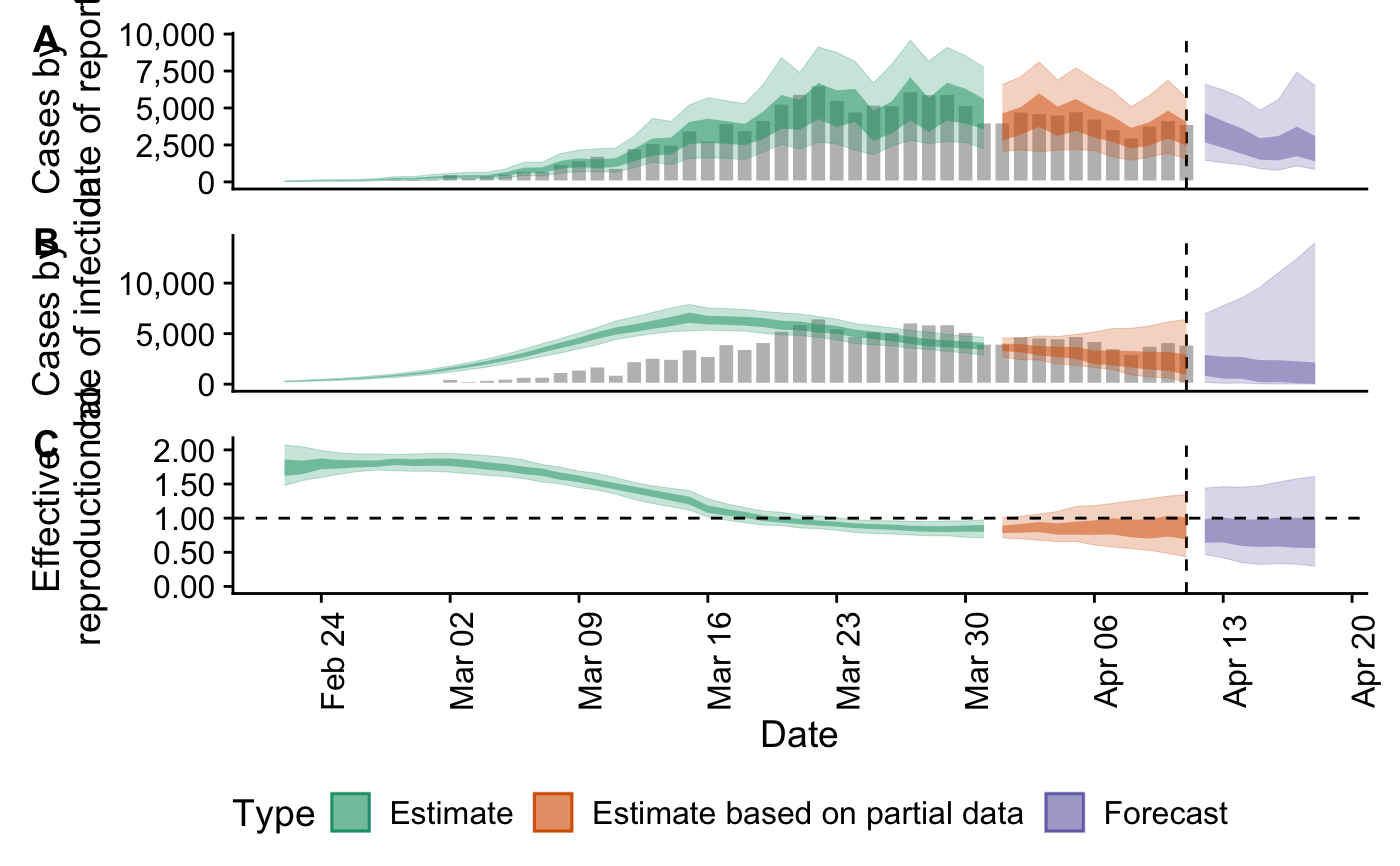 A
Cases by
date of report
10,000
7,500
5,000
2,500
0
B
Cases by
date of infection
10,000
5,000
0
C
Effective
reproduction no.
2.00
1.50
1.00
0.50
0.00
Feb 24
Mar 02
Mar 09
Mar 16
Mar 23
Mar 30
Apr 06
Apr 13
Apr 20
Date
Type
Estimate
Estimate based on partial data
Forecast